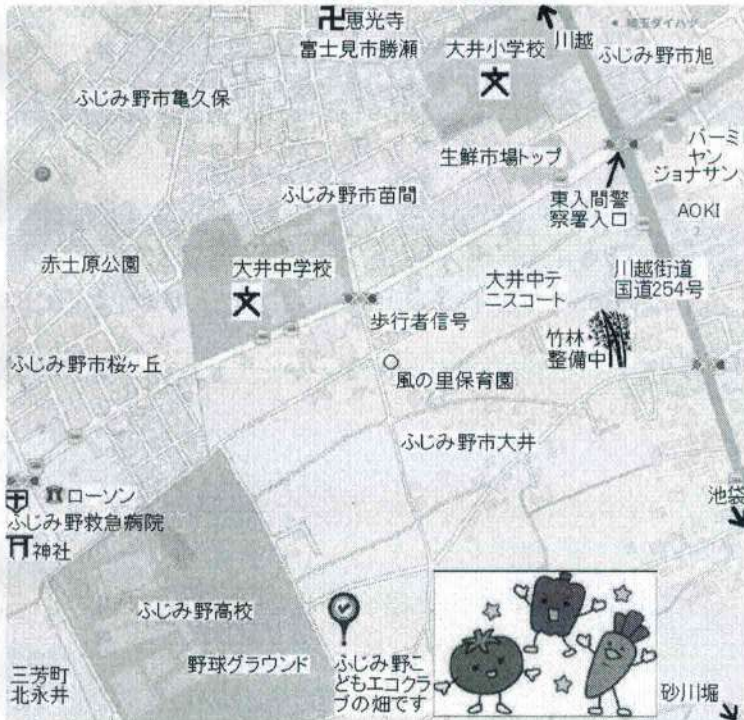 卍恵光寺
富士見市勝瀬
大井小学校
文
川越
埼玉ダイハツ
ふじみ野市旭
ふじみ野市亀久保
生鮮市場トップ
バーミ
ヤン
ジョナサン
ふじみ野市苗間
東入間警
察署入口
AOKI
赤土原公園
大井中学校
文
大井中テ
ニスコート
川越街道
国道254号
歩行者信号
竹林
整備中
ふじみ野市桜ヶ丘
風の里保育園
ふじみ野市大井
ローソン
池袋
ふじみ野救急病院
神社
ふじみ野高校
野球グラウンド
ふじみ野こ
どもエコクラ
ブの畑です
三芳町
北永井
砂川堀